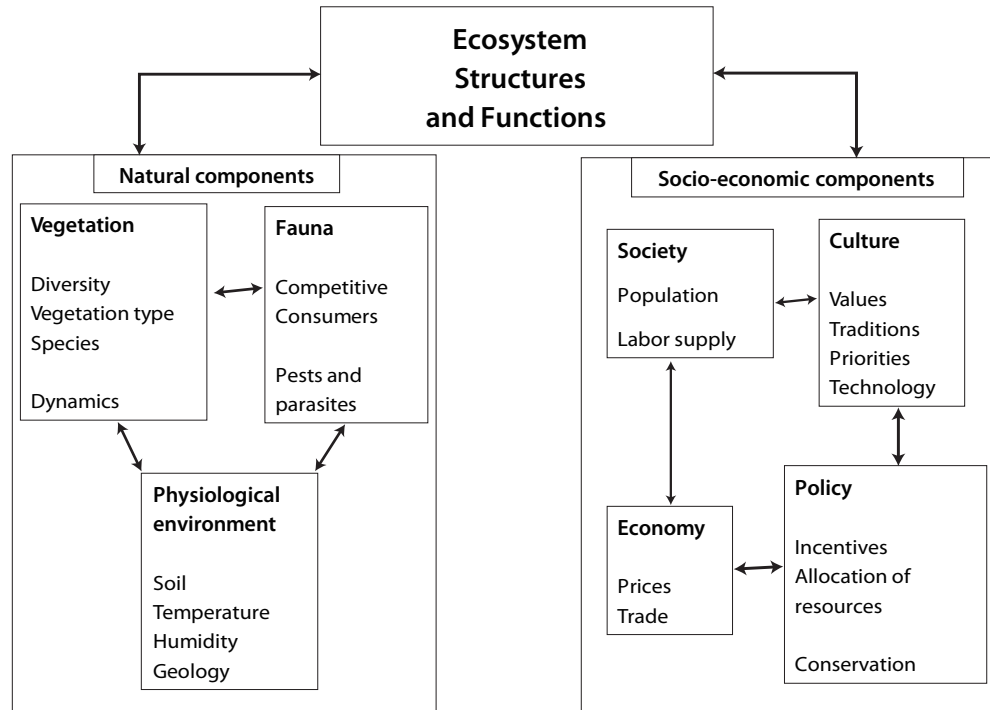 Ecosystem
Structures
and Functions
Natural components
Vegetation
Diversity
Vegetation type
Species
Dynamics
Fauna
Competitive
Consumers
Pests and
parasites
Physiological
environment
Soil
Temperature
Humidity
Geology
Socio-economic components
Society
Population
Labor supply
Culture
Values
Traditions
Priorities
Technology
Economy
Prices
Trade
Policy
Incentives
Allocation of
resources
Conservation